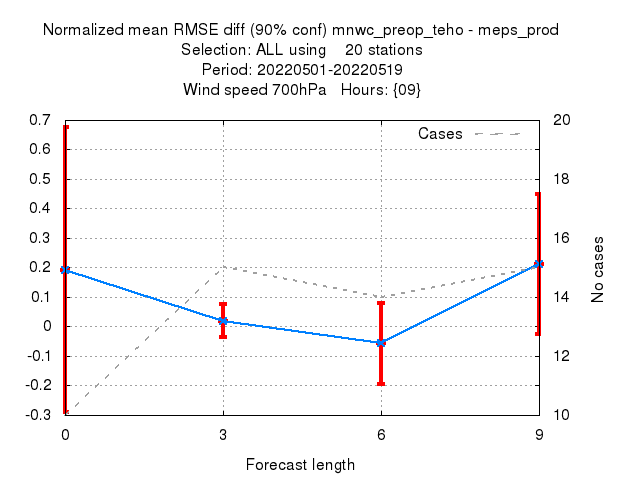 Normalized mean RMSE diff (90% conf) mnwc_preop_teho - meps_prod
Selection: ALL using    20 stations
Period: 20220501-20220519
Wind speed 700hPa   Hours: {09}
Cases
0.7
0.6
0.5
0.4
0.3
0.2
0.1
0
-0.1
-0.2
-0.3
20
18
16
14
12
10
No cases
0 3 6 9
Forecast length